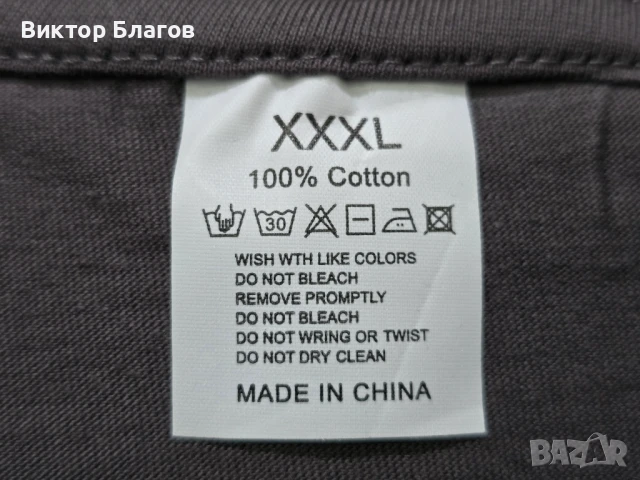 Виктор Благов
XXXL
100% Cotton
30
WISH WTH LIKE COLORS
DO NOT BLEACH
REMOVE PROMPTLY
DO NOT BLEACH
DO NOT WRING OR TWIST
DO NOT DRY CLEAN
MADE IN CHINA
BAZAR